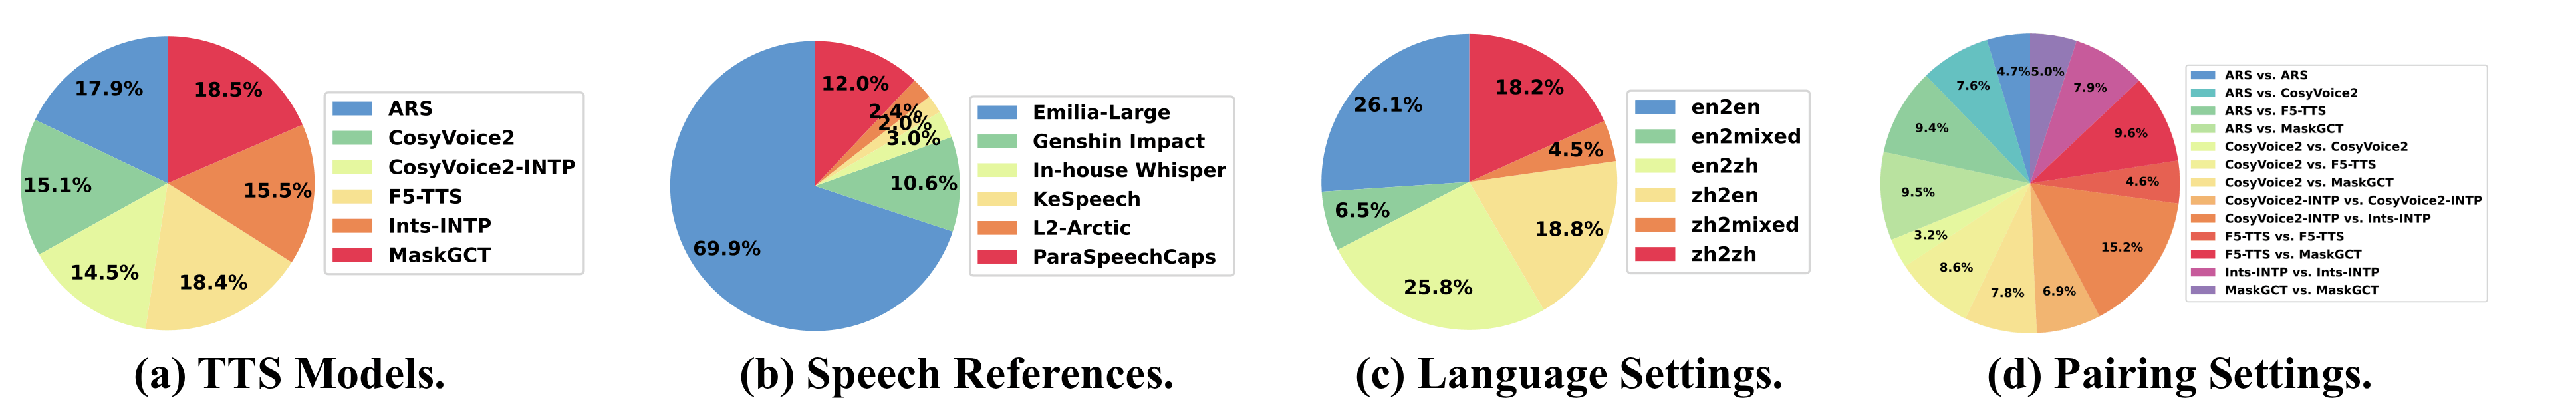 17.9%
18.5%
15.1%
15.5%
14.5%
18.4%
ARS
CosyVoice2
CosyVoice2-INTP
F5-TTS
Ints-INTP
MaskGCT
(a) TTS Models.
12.0%
2.4%
2.0%
3.0%
10.6%
69.9%
Emilia-Large
Genshin Impact
In-house Whisper
KeSpeech
L2-Arctic
ParaSpeechCaps
(b) Speech References.
26.1%
18.2%
4.5%
6.5%
18.8%
25.8%
en2en
en2mixed
en2zh
zh2en
zh2mixed
zh2zh
(c) Language Settings.
4.7%
5.0%
7.6%
7.9%
9.4%
9.6%
9.5%
4.6%
3.2%
15.2%
8.6%
7.8%
6.9%
ARS vs. ARS
ARS vs. CosyVoice2
ARS vs. F5-TTS
ARS vs. MaskGCT
CosyVoice2 vs. CosyVoice2
CosyVoice2 vs. F5-TTS
CosyVoice2 vs. MaskGCT
CosyVoice2-INTP vs. CosyVoice2-INTP
CosyVoice2-INTP vs. Ints-INTP
F5-TTS vs. F5-TTS
F5-TTS vs. MaskGCT
Ints-INTP vs. Ints-INTP
MaskGCT vs. MaskGCT
(d) Pairing Settings.